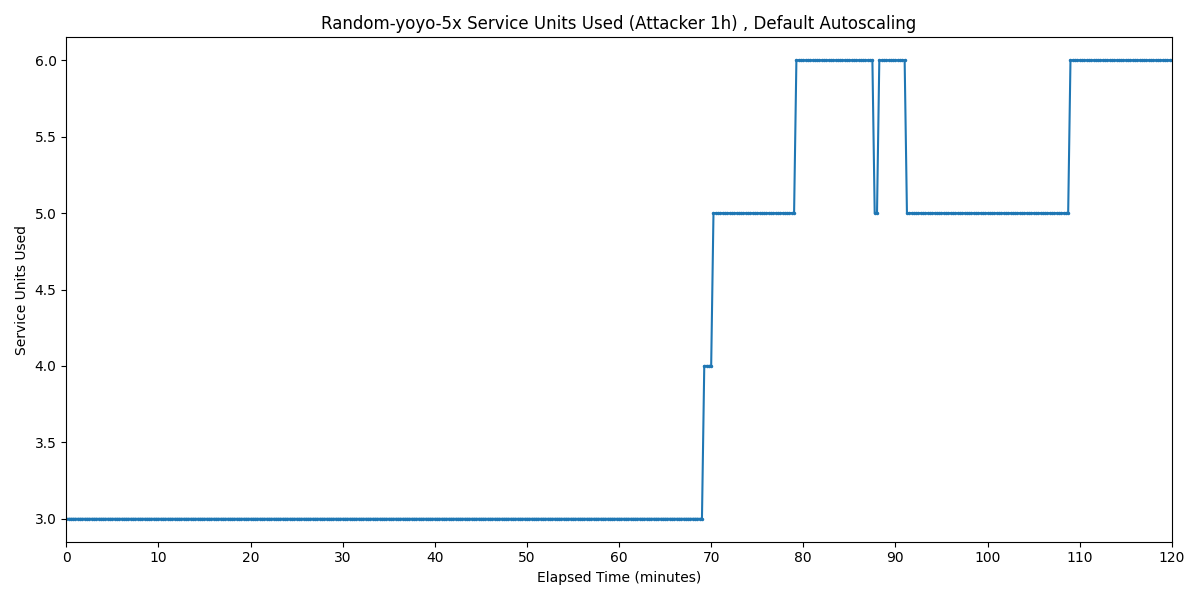 Random-yoyo-5x Service Units Used (Attacker 1h) , Default Autoscaling
Service Units Used
6.0
5.5
5.0
4.5
4.0
3.5
3.0
0 10 20 30 40 50 60 70 80 90 100 110 120
Elapsed Time (minutes)